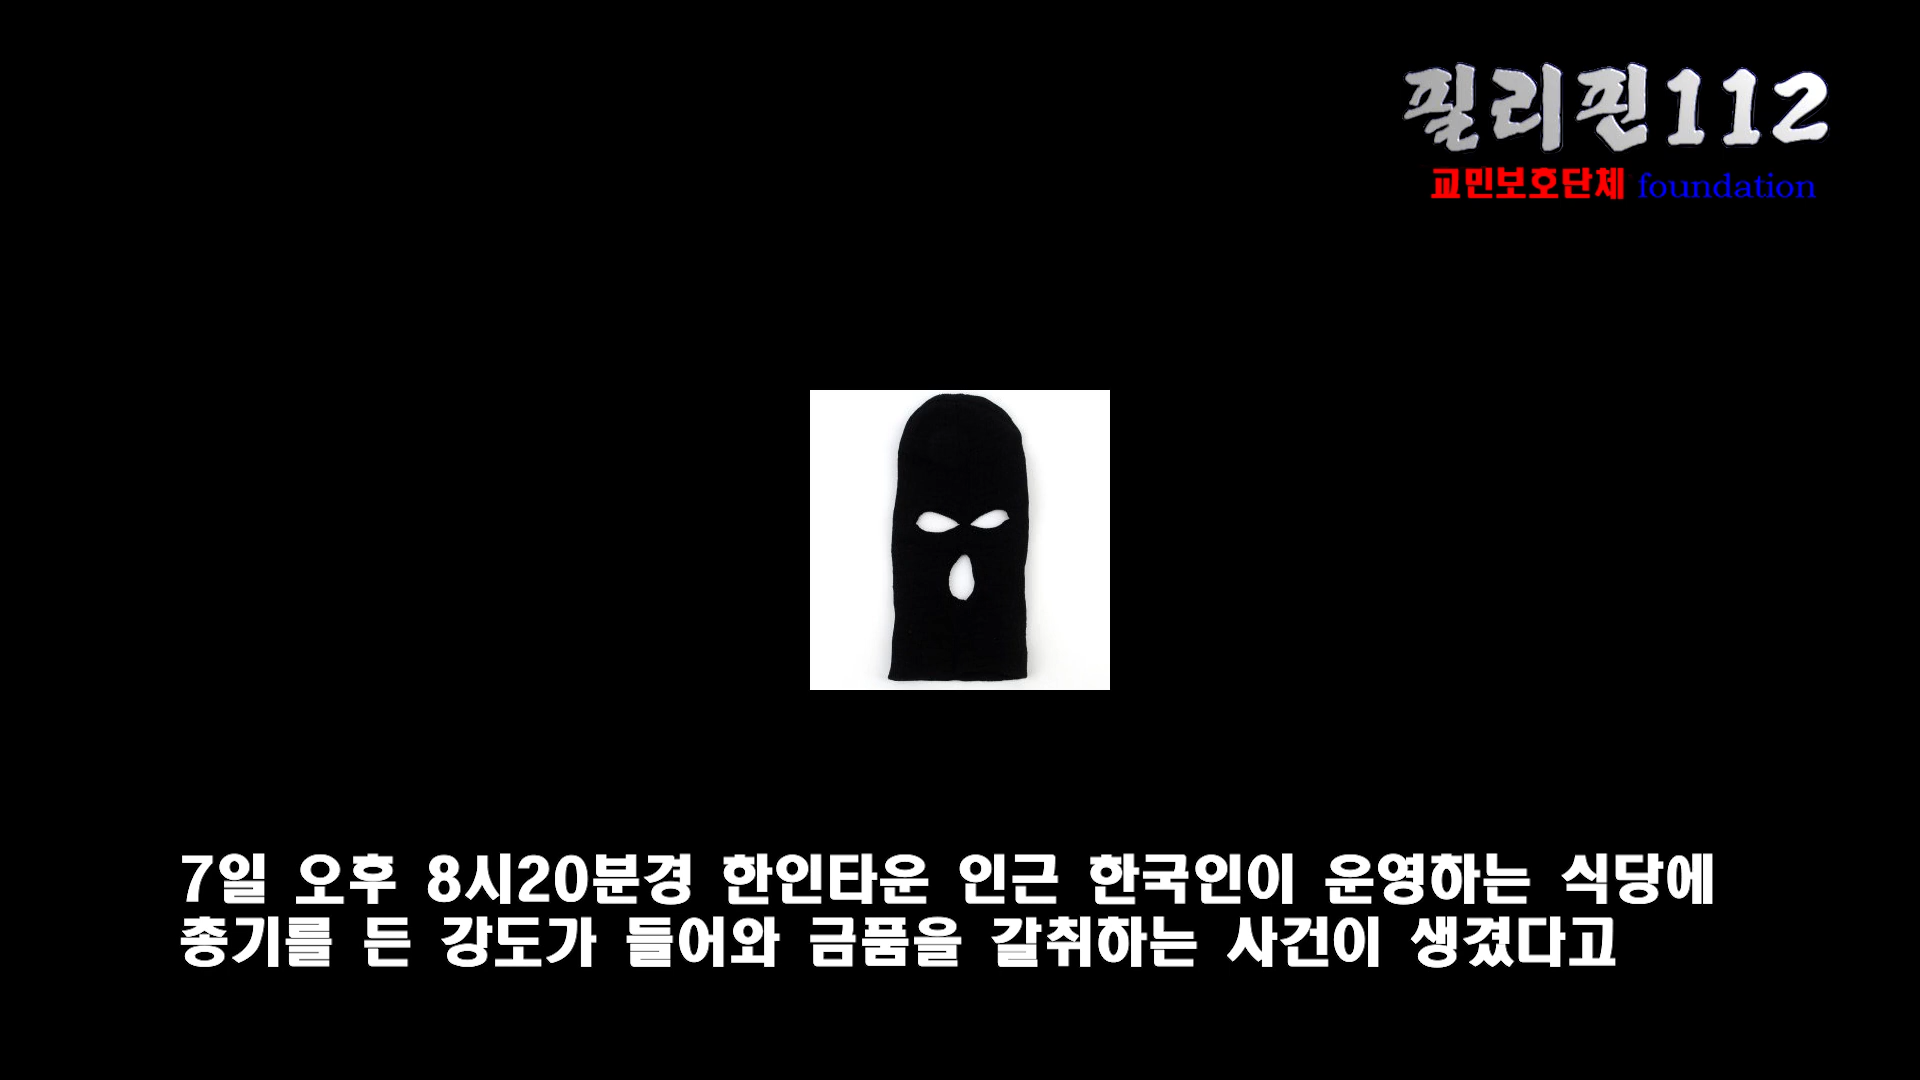 필리핀112
교민보호단체 foundation
7일 오후 8시20분경 한인타운 인근 한국인이 운영하는 식당에
총기를 든 강도가 들어와 금품을 갈취하는 사건이 생겼다고